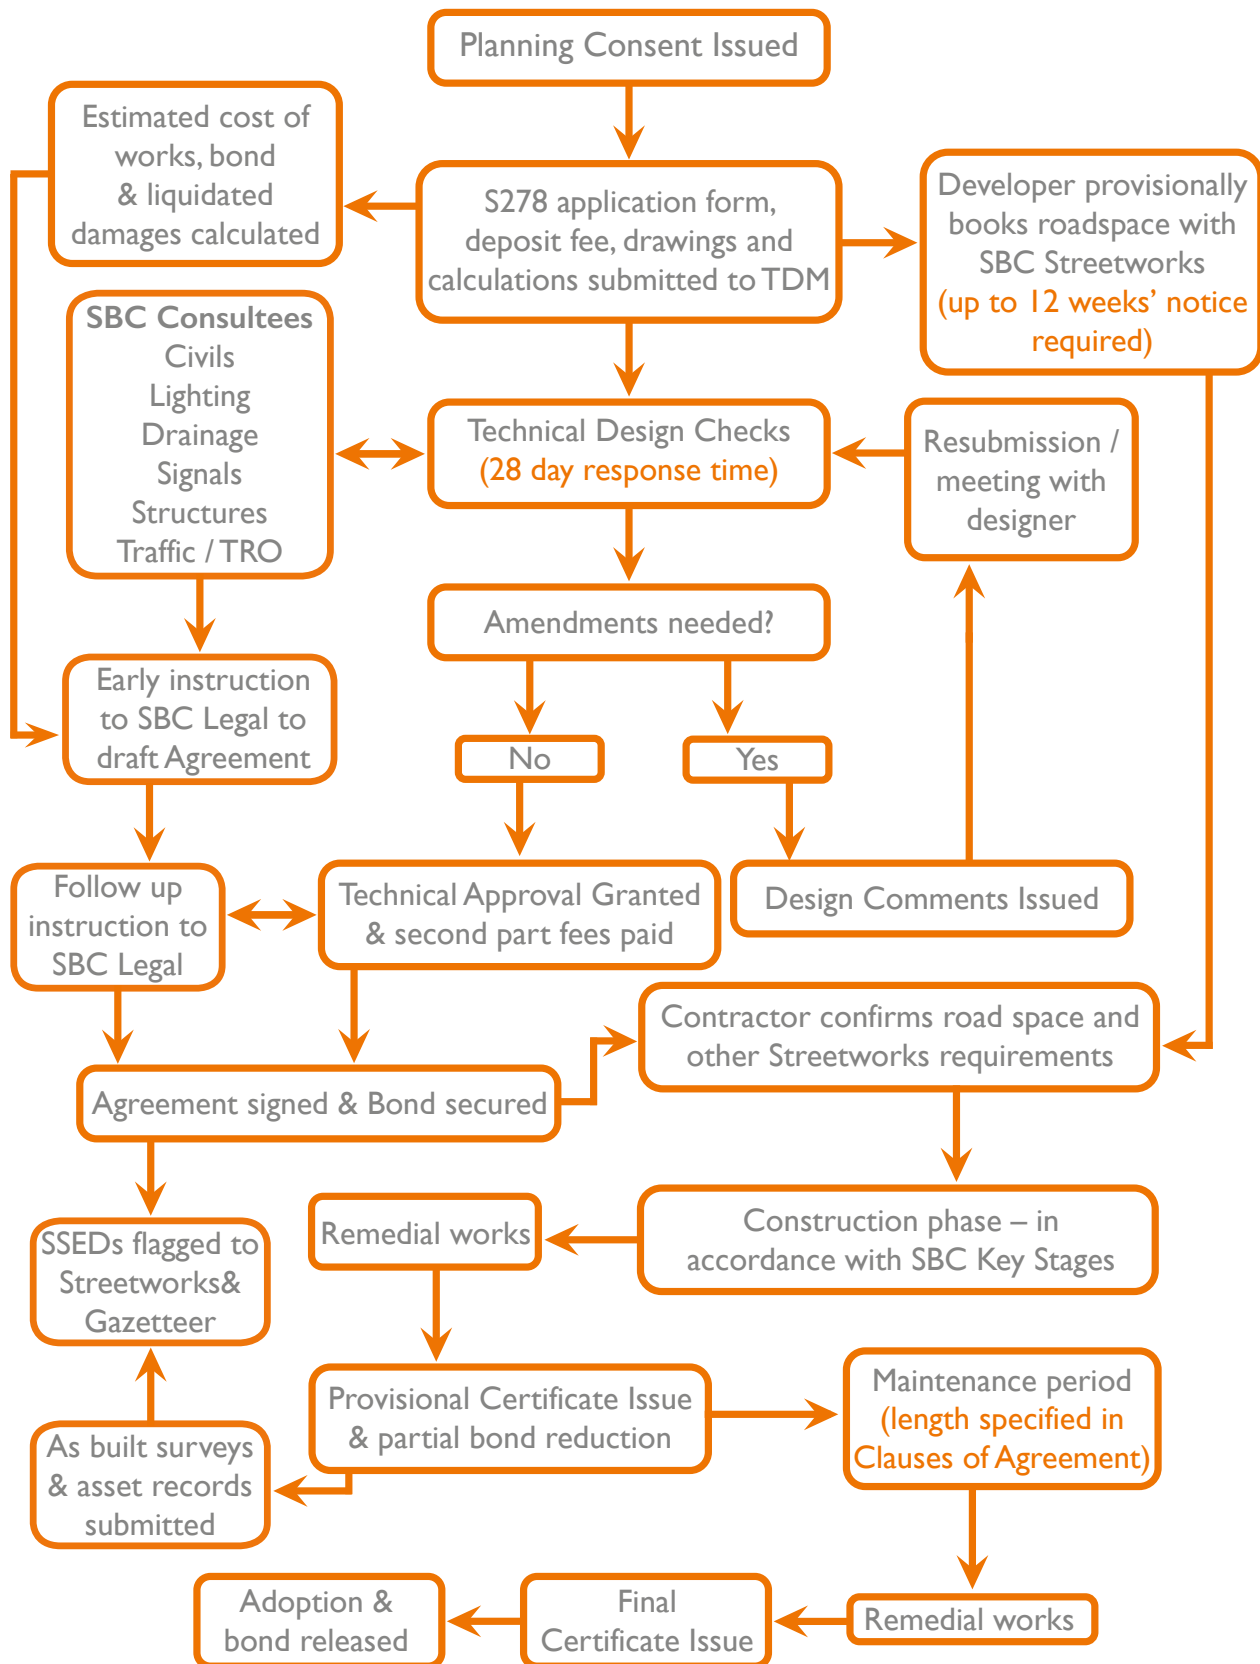 Planning Consent Issued
Estimated cost of
works, bond
& liquidated
damages calculated
S278 application form,
deposit fee, drawings and
calculations submitted to TDM
Developer provisionally
books roadspace with
SBC Streetworks
(up to 12 weeks' notice
required)
SBC Consultees
Civils
Lighting
Drainage
Signals
Structures
Traffic / TRO
Technical Design Checks
(28 day response time)
Resubmission /
meeting with
designer
Amendments needed?
Early instruction
to SBC Legal to
draft Agreement
No
Yes
Follow up
instruction to
SBC Legal
Technical Approval Granted
& second part fees paid
Design Comments Issued
Contractor confirms road space and
other Streetworks requirements
Agreement signed & Bond secured
SSEDs flagged to
Streetworks&
Gazetteer
Remedial works
Construction phase – in
accordance with SBC Key Stages
Provisional Certificate Issue
& partial bond reduction
Maintenance period
(length specified in
Clauses of Agreement)
As built surveys
& asset records
submitted
Adoption &
bond released
Final
Certificate Issue
Remedial works